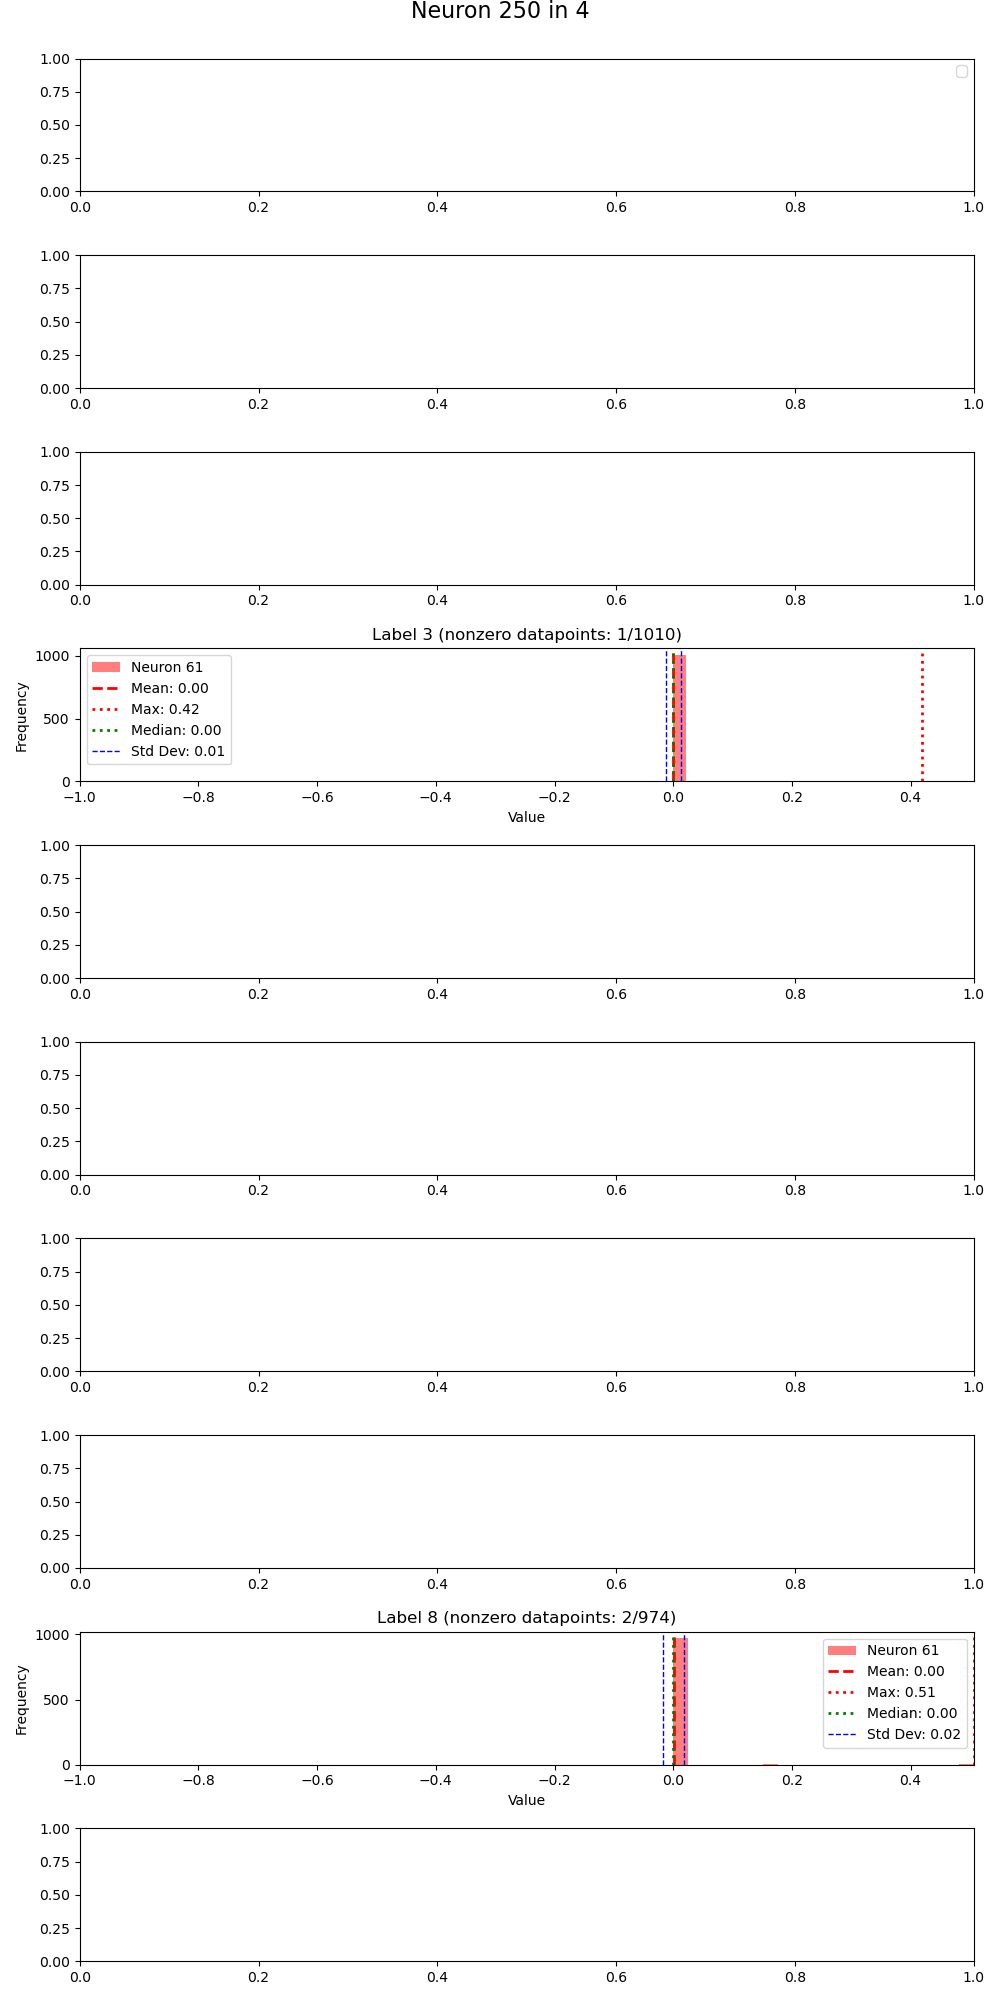 Neuron 250 in 4
1.00
0.75
0.50
0.25
0.00
0.0 0.2 0.4 0.6 0.8 1.0
1.00
0.75
0.50
0.25
0.00
0.0 0.2 0.4 0.6 0.8 1.0
1.00
0.75
0.50
0.25
0.00
0.0 0.2 0.4 0.6 0.8 1.0
Label 3 (nonzero datapoints: 1/1010)
Frequency
1000
500
0
Neuron 61
Mean: 0.00
Max: 0.42
Median: 0.00
Std Dev: 0.01
−1.0 −0.8 −0.6 −0.4 −0.2 0.0 0.2 0.4
Value
1.00
0.75
0.50
0.25
0.00
0.0 0.2 0.4 0.6 0.8 1.0
1.00
0.75
0.50
0.25
0.00
0.0 0.2 0.4 0.6 0.8 1.0
1.00
0.75
0.50
0.25
0.00
0.0 0.2 0.4 0.6 0.8 1.0
1.00
0.75
0.50
0.25
0.00
0.0 0.2 0.4 0.6 0.8 1.0
Label 8 (nonzero datapoints: 2/974)
Frequency
1000
500
0
Neuron 61
Mean: 0.00
Max: 0.51
Median: 0.00
Std Dev: 0.02
−1.0 −0.8 −0.6 −0.4 −0.2 0.0 0.2 0.4
Value
1.00
0.75
0.50
0.25
0.00
0.0 0.2 0.4 0.6 0.8 1.0